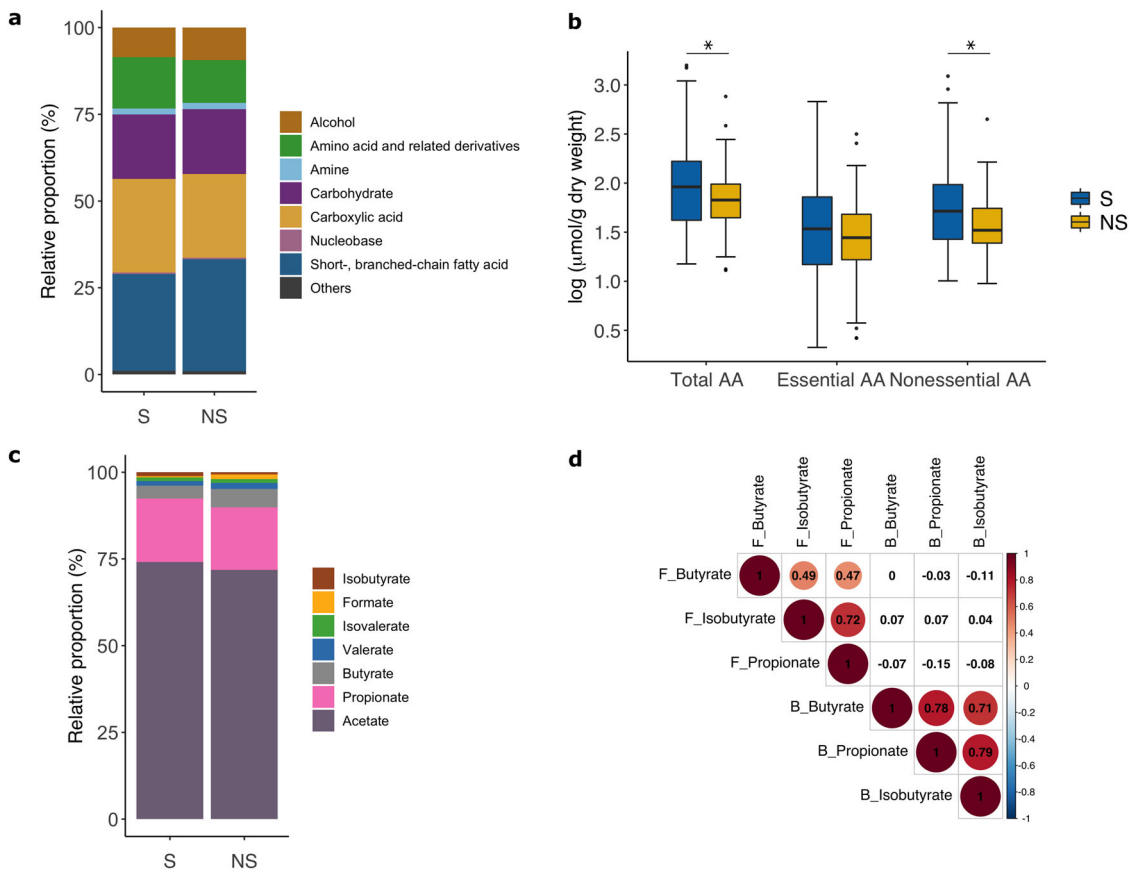 a
Relative proportion (%)
100
75
50
25
0
S
NS
Alcohol
Amino acid and related derivatives
Amine
Carbohydrate
Carboxylic acid
Nucleobase
Short-, branched-chain fatty acid
Others
b
log (μmol/g dry weight)
3.0
2.5
2.0
1.5
1.0
0.5
*
*
Total AA
Essential AA
Nonessential AA
S
NS
c
Relative proportion (%)
100
75
50
25
0
S
NS
Isobutyrate
Formate
Isovalerate
Valerate
Butyrate
Propionate
Acetate
d
F_Butyrate
F_Isobutyrate
F_Propionate
B_Butyrate
B_Propionate
B_Isobutyrate
F_Butyrate 1 0.49 0.47 0 -0.03 -0.11
F_Isobutyrate 1 0.72 0.07 0.07 0.04
F_Propionate 1 -0.07 -0.15 -0.08
B_Butyrate 1 0.78 0.71
B_Propionate 1 0.79
B_Isobutyrate 1
1
0.8
0.6
0.4
0.2
0
-0.2
-0.4
-0.6
-0.8
-1